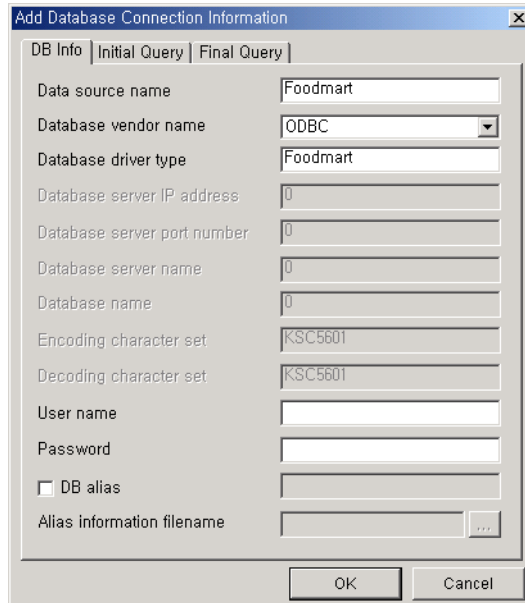 Add Database Connection Information
DB Info Initial Query Final Query
Data source name Foodmart
Database vendor name ODBC
Database driver type Foodmart
Database server IP address 0
Database server port number 0
Database server name 0
Database name 0
Encoding character set KSC5601
Decoding character set KSC5601
User name
Password
DB alias
Alias information filename ...
OK Cancel